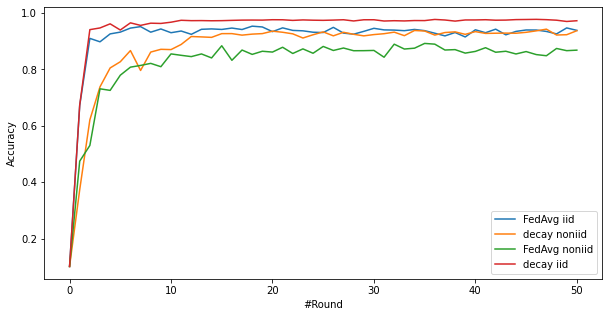 1.0
0.8
0.6
0.4
0.2
Accuracy
0
10
20
30
40
50
#Round
FedAvg iid
decay noniid
FedAvg noniid
decay iid